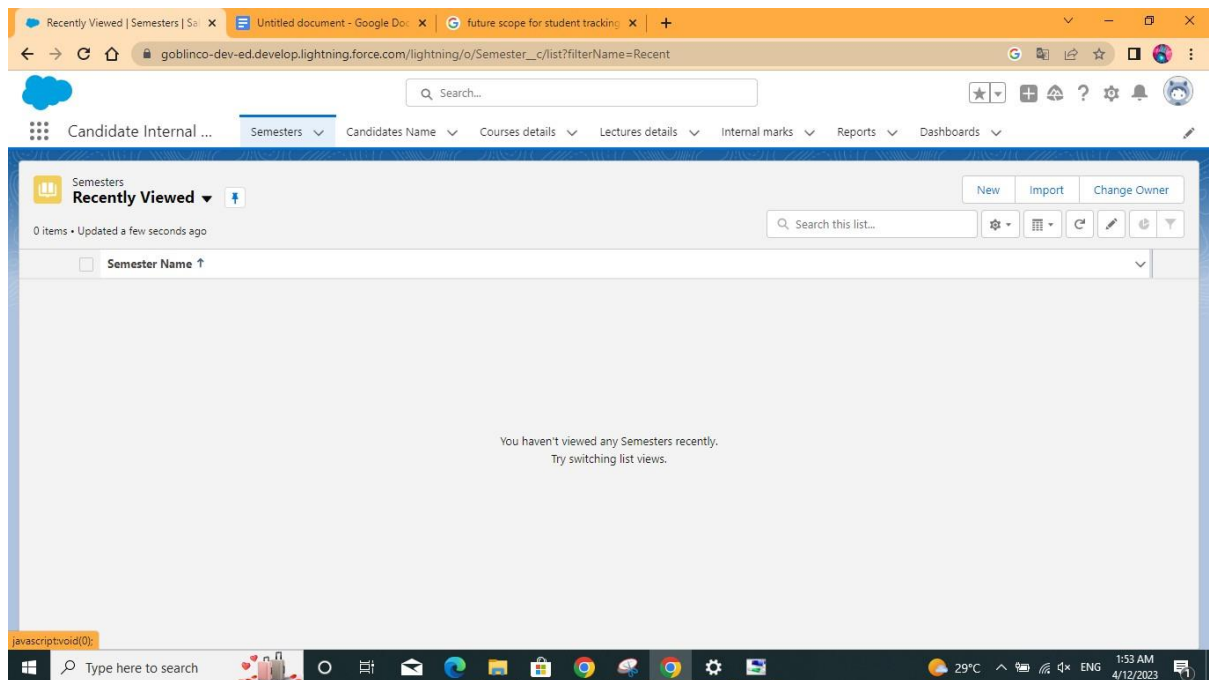 Recently Viewed | Semesters | Sal
Untitled document - Google Doc
future scope for student tracking
goblinco-dev-ed.develop.lightning.force.com/lightning/o/Semester__c/list?filterName=Recent
Search...
Candidate Internal ...
Semesters
Candidates Name
Courses details
Lectures details
Internal marks
Reports
Dashboards
Semesters
Recently Viewed
New
Import
Change Owner
0 items • Updated a few seconds ago
Search this list...
Semester Name
You haven't viewed any Semesters recently.
Try switching list views.
javascript:void(0);
Type here to search
29°C
ENG
1:53 AM
4/12/2023
1